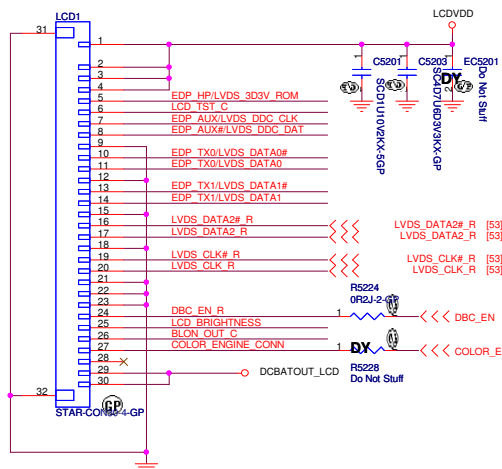 LCD1
LCDVDD
31
1
2
3
4
5 EDP_HP/LVDS_3D3V_ROM
6 LCD_TST_C
7 EDP_AUX/LVDS_DDC_CLK
8 EDP_AUX#/LVDS_DDC_DAT
9
10 EDP_TX0/LVDS_DATA0#
11 EDP_TX0/LVDS_DATA0
12
13 EDP_TX1/LVDS_DATA1#
14 EDP_TX1/LVDS_DATA1
15
16 LVDS_DATA2#_R LVDS_DATA2#_R [53]
17 LVDS_DATA2_R LVDS_DATA2_R [53]
18
19 LVDS_CLK#_R LVDS_CLK#_R [53]
20 LVDS_CLK_R LVDS_CLK_R [53]
21
22
23
24 DBC_EN_R 1 R5224 0R2J-2-GP DBC_EN
25 LCD_BRIGHTNESS
26 BLON_OUT_C
27 COLOR_ENGINE_CONN 1 DY COLOR_E
R5228
Do Not Stuff
28
29 DCBATOUT_LCD
30
32
STAR-CON30-4-GP
GP
1 C5201
SCD1U10V2KX-5GP
1 C5203
SC4D7U6D3V3KX-GP
1 EC5201
DY
Do Not Stuff